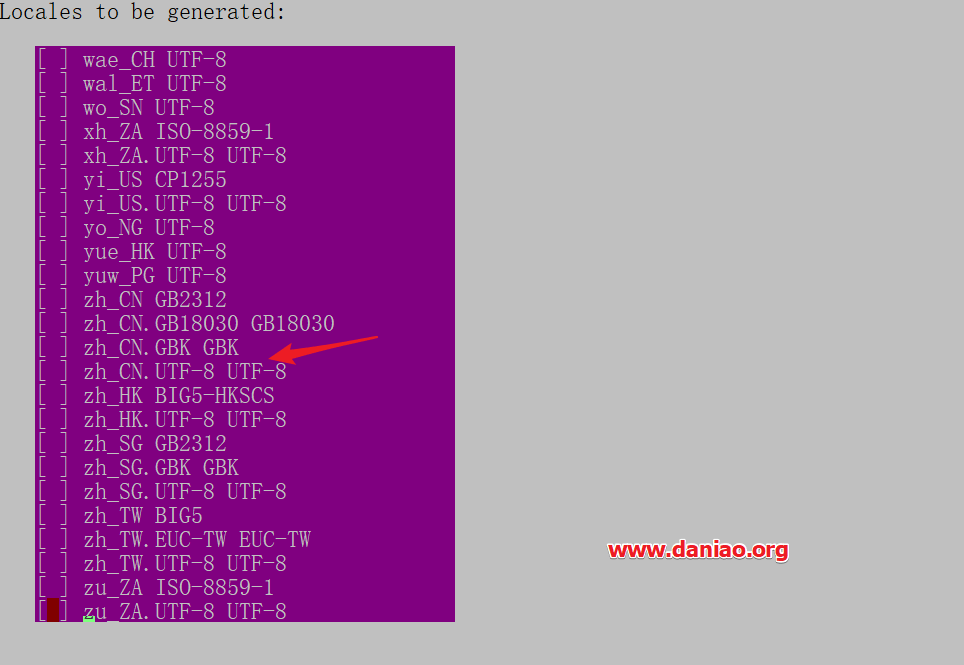 Locales to be generated:
[ ] wae_CH UTF-8
[ ] wal_ET UTF-8
[ ] wo_SN UTF-8
[ ] xh_ZA ISO-8859-1
[ ] xh_ZA.UTF-8 UTF-8
[ ] yi_US CP1255
[ ] yi_US.UTF-8 UTF-8
[ ] yo_NG UTF-8
[ ] yue_HK UTF-8
[ ] yuw_PG UTF-8
[ ] zh_CN GB2312
[ ] zh_CN.GB18030 GB18030
[ ] zh_CN.GBK GBK
[ ] zh_CN.UTF-8 UTF-8
[ ] zh_HK BIG5-HKSCS
[ ] zh_HK.UTF-8 UTF-8
[ ] zh_SG GB2312
[ ] zh_SG.GBK GBK
[ ] zh_SG.UTF-8 UTF-8
[ ] zh_TW BIG5
[ ] zh_TW.EUC-TW EUC-TW
[ ] zh_TW.UTF-8 UTF-8
[ ] zu_ZA ISO-8859-1
[ ] zu_ZA.UTF-8 UTF-8
www.daniao.org